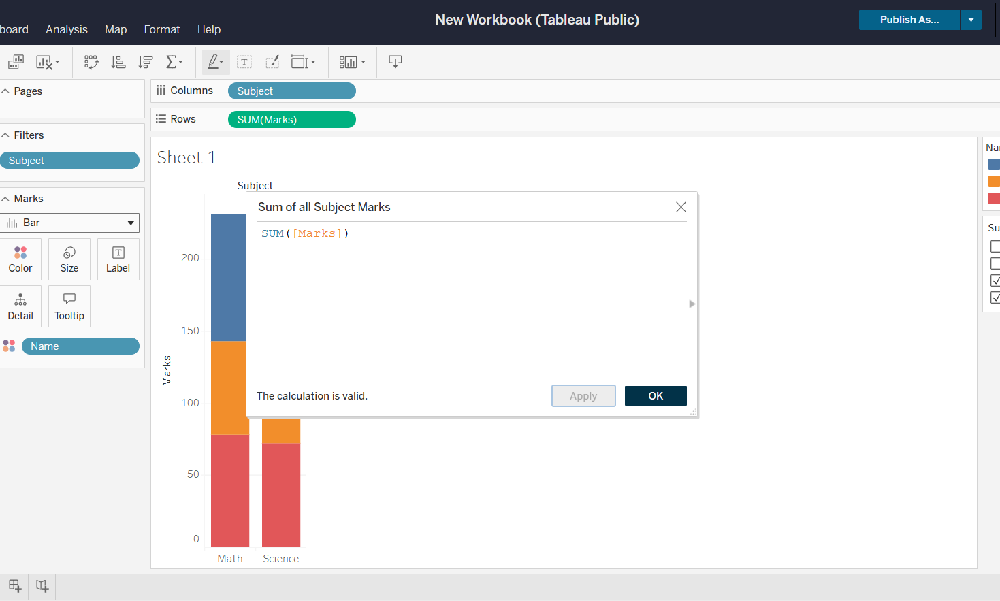 New Workbook (Tableau Public)
Publish As...
board Analysis Map Format Help
Pages
Columns
Subject
Rows
SUM(Marks)
Filters
Subject
Marks
Bar
Color
Size
Label
Detail
Tooltip
Name
Sheet 1
Subject
Sum of all Subject Marks
SUM([Marks])
The calculation is valid.
Apply
OK
Marks
200
150
100
50
0
Math
Science
Nar
Su